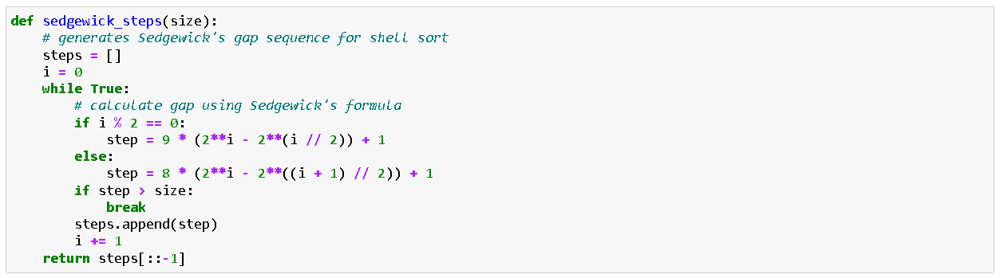 def sedgewick_steps(size):
    # generates Sedgewick's gap sequence for shell sort
    steps = []
    i = 0
    while True:
        # calculate gap using Sedgewick's formula
        if i % 2 == 0:
            step = 9 * (2**i - 2**(i // 2)) + 1
        else:
            step = 8 * (2**i - 2**((i + 1) // 2)) + 1
        if step > size:
            break
        steps.append(step)
        i += 1
    return steps[::-1]